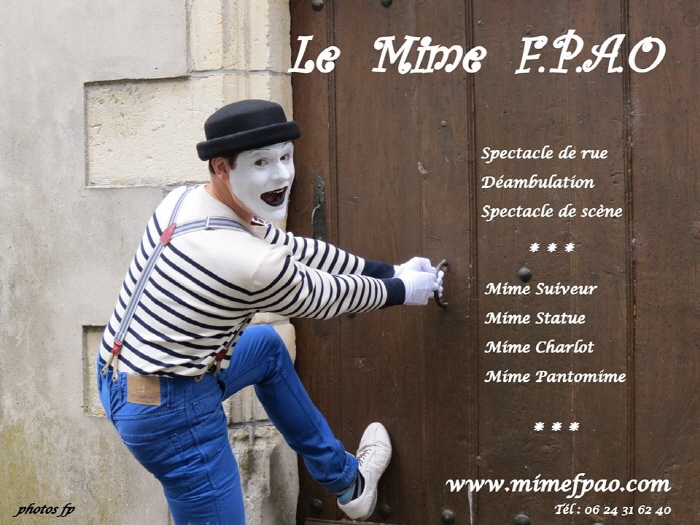 Le Mime F.P.A.O
Spectacle de rue
Déambulation
Spectacle de scène
* * *
Mime Suiveur
Mime Statue
Mime Charlot
Mime Pantomime
* * *
www.mimefpao.com
Tél : 06 24 31 62 40
photos fp